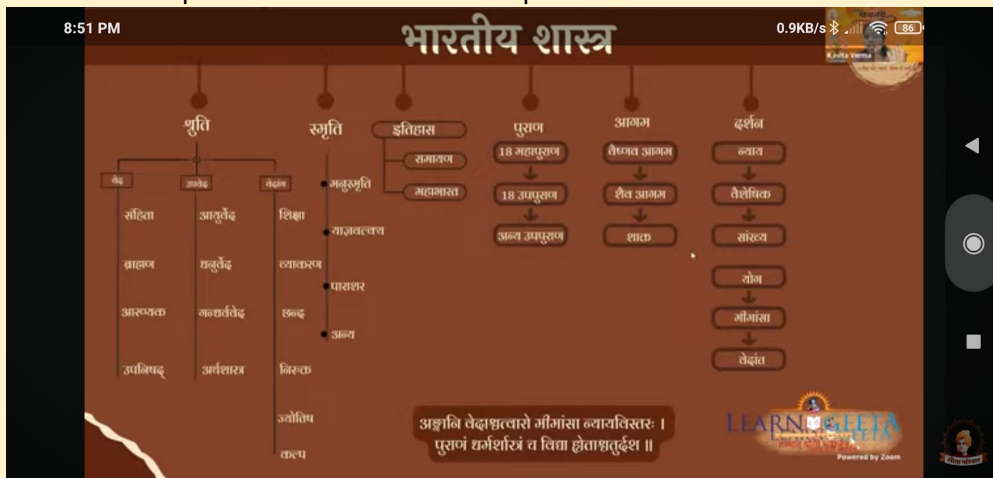 8:51 PM
0.9KB/s
86
भारतीय शास्त्र
Kavita Verma
श्रुति
वेद
संहिता
ब्राह्मण
आरण्यक
उपनिषद्
उपवेद
आयुर्वेद
धनुर्वेद
गन्धर्ववेद
अर्थशास्त्र
वेदांग
शिक्षा
व्याकरण
छन्द
निरुक्त
ज्योतिष
कल्प
स्मृति
मनुस्मृति
याज्ञवल्क्य
पाराशर
अन्य
इतिहास
रामायण
महाभारत
पुराण
18 महापुराण
18 उपपुराण
अन्य उपपुराण
आगम
वैष्णव आगम
शैव आगम
शाक्त
दर्शन
न्याय
वैशेषिक
सांख्य
योग
मीमांसा
वेदांत
अङ्गानि वेदाश्चत्वारो मीमांसा न्यायविस्तरः ।
पुराणं धर्मशास्त्रं च विद्या ह्येताश्चतुर्दश ॥
LEARN GEETA
Powered by Zoom